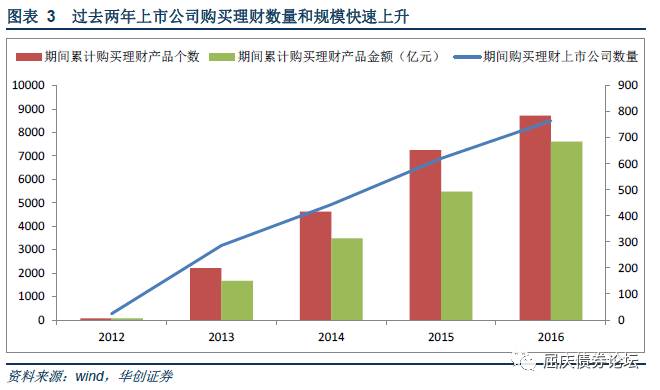 图表 3 过去两年上市公司购买理财数量和规模快速上升
期间累计购买理财产品个数 期间累计购买理财产品金额（亿元） 期间购买理财上市公司数量
10000 900
9000 800
8000 700
7000 600
6000 500
5000 400
4000 300
3000 200
2000 100
1000 0
0
2012 2013 2014 2015 2016
资料来源：wind，华创证券
屈庆债券论坛